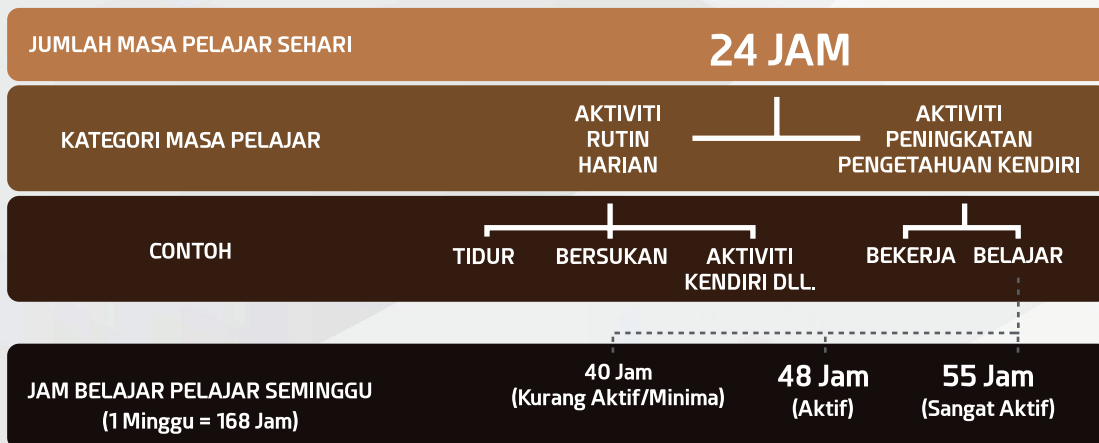 JUMLAH MASA PELAJAR SEHARI
24 JAM
KATEGORI MASA PELAJAR
AKTIVITI
RUTIN
HARIAN
AKTIVITI
PENINGKATAN
PENGETAHUAN KENDIRI
CONTOH
TIDUR
BERSUKAN
AKTIVITI
KENDIRI DLL.
BEKERJA
BELAJAR
JAM BELAJAR PELAJAR SEMINGGU
(1 Minggu = 168 Jam)
40 Jam
(Kurang Aktif/Minima)
48 Jam
(Aktif)
55 Jam
(Sangat Aktif)